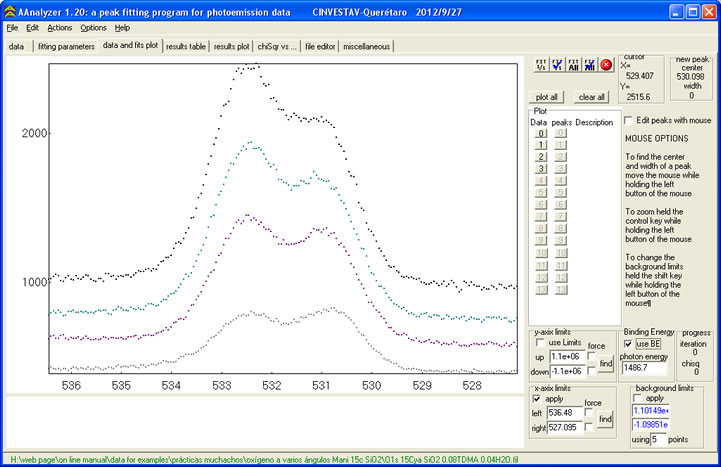 AAnalyzer 1.20: a peak fitting program for photoemission data CINVESTAV-Querétaro 2012/9/27
File Edit Actions Options Help
data fitting parameters data and fits plot results table results plot chiSqr vs ... file editor miscellaneous
2000
1000
536 535 534 533 532 531 530 529 528
FIT 1/1 FIT 1/1 FIT All FIT All
cursor
X=
529.407
Y=
2515.6
new peak
center
530.098
width
0
plot all clear all
Plot
Data peaks Description
0 0
1 1
2 2
3 3
4 4
5 5
6 6
7 7
8 8
9 9
10 10
11 11
12 12
13 13
Edit peaks with mouse
MOUSE OPTIONS
To find the center
and width of a peak
move the mouse while
holding the left
button of the mouse
To zoom held the
control key while
holding the left
button of the mouse
To change the
background limits
held the shift key
while holding the
left button of the
mouse¶
y-axis limits
use Limits force
up 1.1e+06
down -1.1e+06
find
Binding Energy
use BE
photon energy
1486.7
progress
iteration
0
chisq
0
x-axis limits
apply force
left 536.48
right 527.095
find
background limits
apply
1.10149e+
-1.09851e
using 5 points
H:\web page\on line manual\data for examples\prácticas muchachos\oxígeno a varios ángulos Mani 15c SiO2\O1s 15Cya SiO2 0.08TDMA 0.04H2O.fil